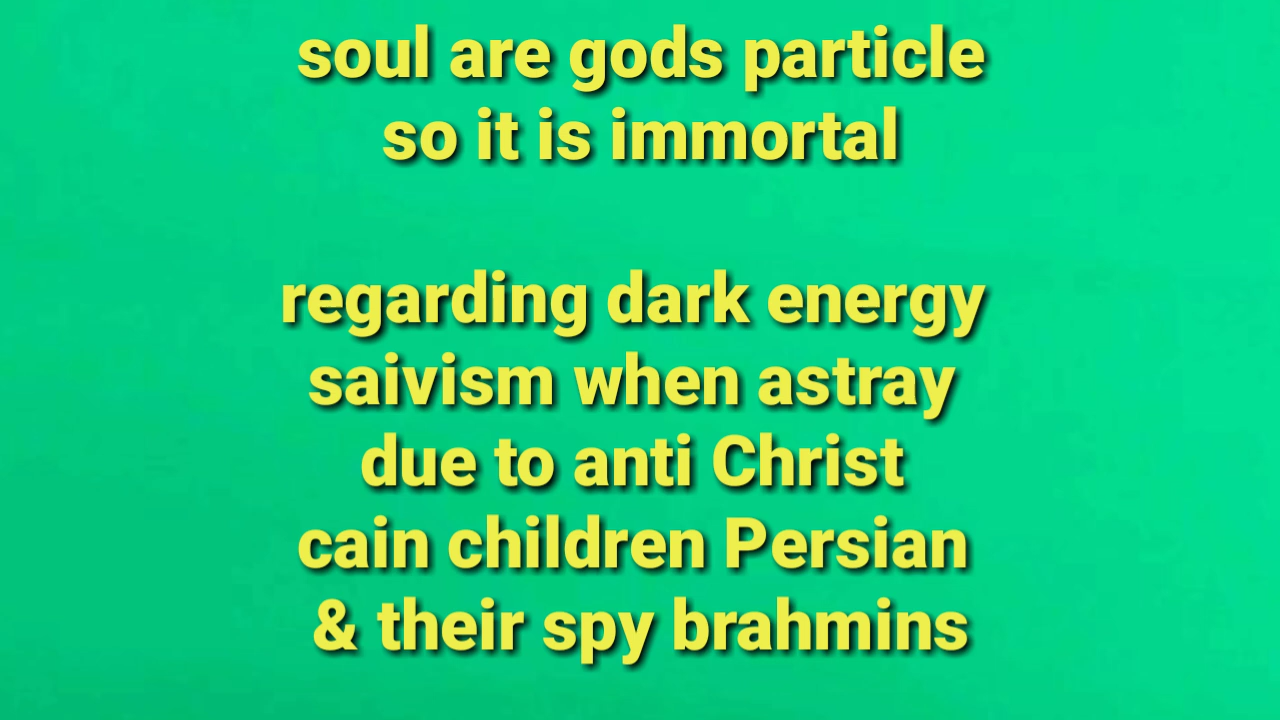 soul are gods particle
so it is immortal
regarding dark energy
saivism when astray
due to anti Christ
cain children Persian
& their spy brahmins